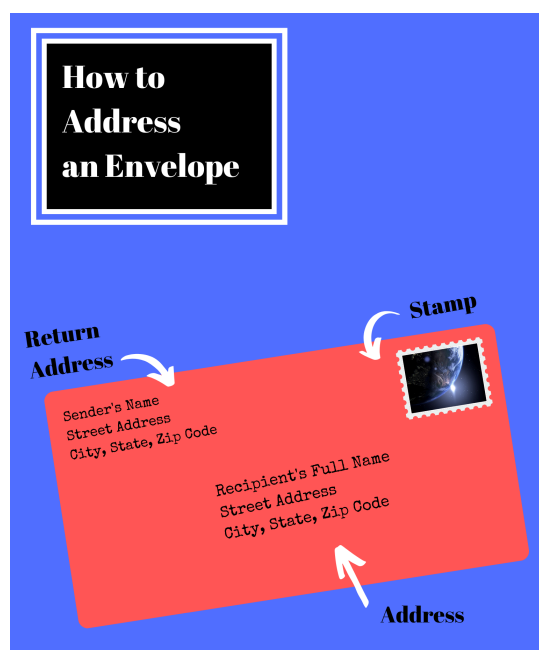 How to
Address
an Envelope
Return
Address
Stamp
Sender's Name
Street Address
City, State, Zip Code
Recipient's Full Name
Street Address
City, State, Zip Code
Address